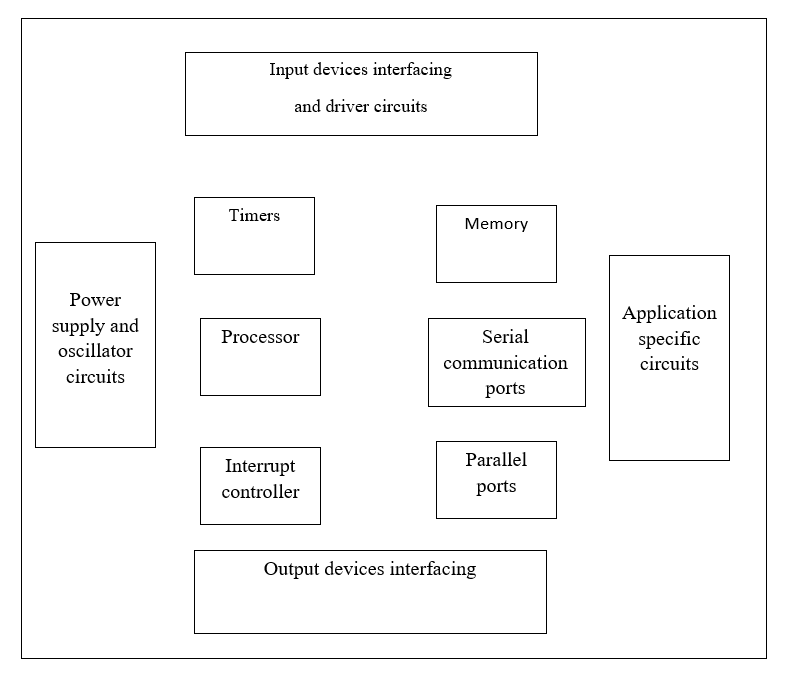 Input devices interfacing
and driver circuits
Timers
Memory
Power
supply and
oscillator
circuits
Processor
Serial
communication
ports
Application
specific
circuits
Interrupt
controller
Parallel
ports
Output devices interfacing